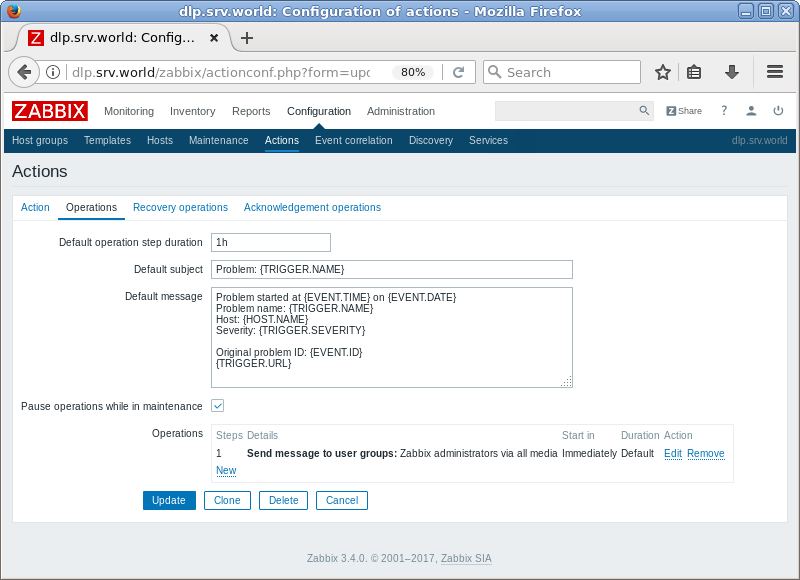 dlp.srv.world: Configuration of actions - Mozilla Firefox
dlp.srv.world: Config...
dlp.srv.world/zabbix/actionconf.php?form=upd 80% Search
ZABBIX Monitoring Inventory Reports Configuration Administration Z Share ?
Host groups Templates Hosts Maintenance Actions Event correlation Discovery Services dlp.srv.world
Actions
Action Operations Recovery operations Acknowledgement operations
Default operation step duration 1h
Default subject Problem: {TRIGGER.NAME}
Default message Problem started at {EVENT.TIME} on {EVENT.DATE}
Problem name: {TRIGGER.NAME}
Host: {HOST.NAME}
Severity: {TRIGGER.SEVERITY}
Original problem ID: {EVENT.ID}
{TRIGGER.URL}
Pause operations while in maintenance
Operations Steps Details Start in Duration Action
1 Send message to user groups: Zabbix administrators via all media Immediately Default Edit Remove
New
Update Clone Delete Cancel
Zabbix 3.4.0. © 2001–2017, Zabbix SIA